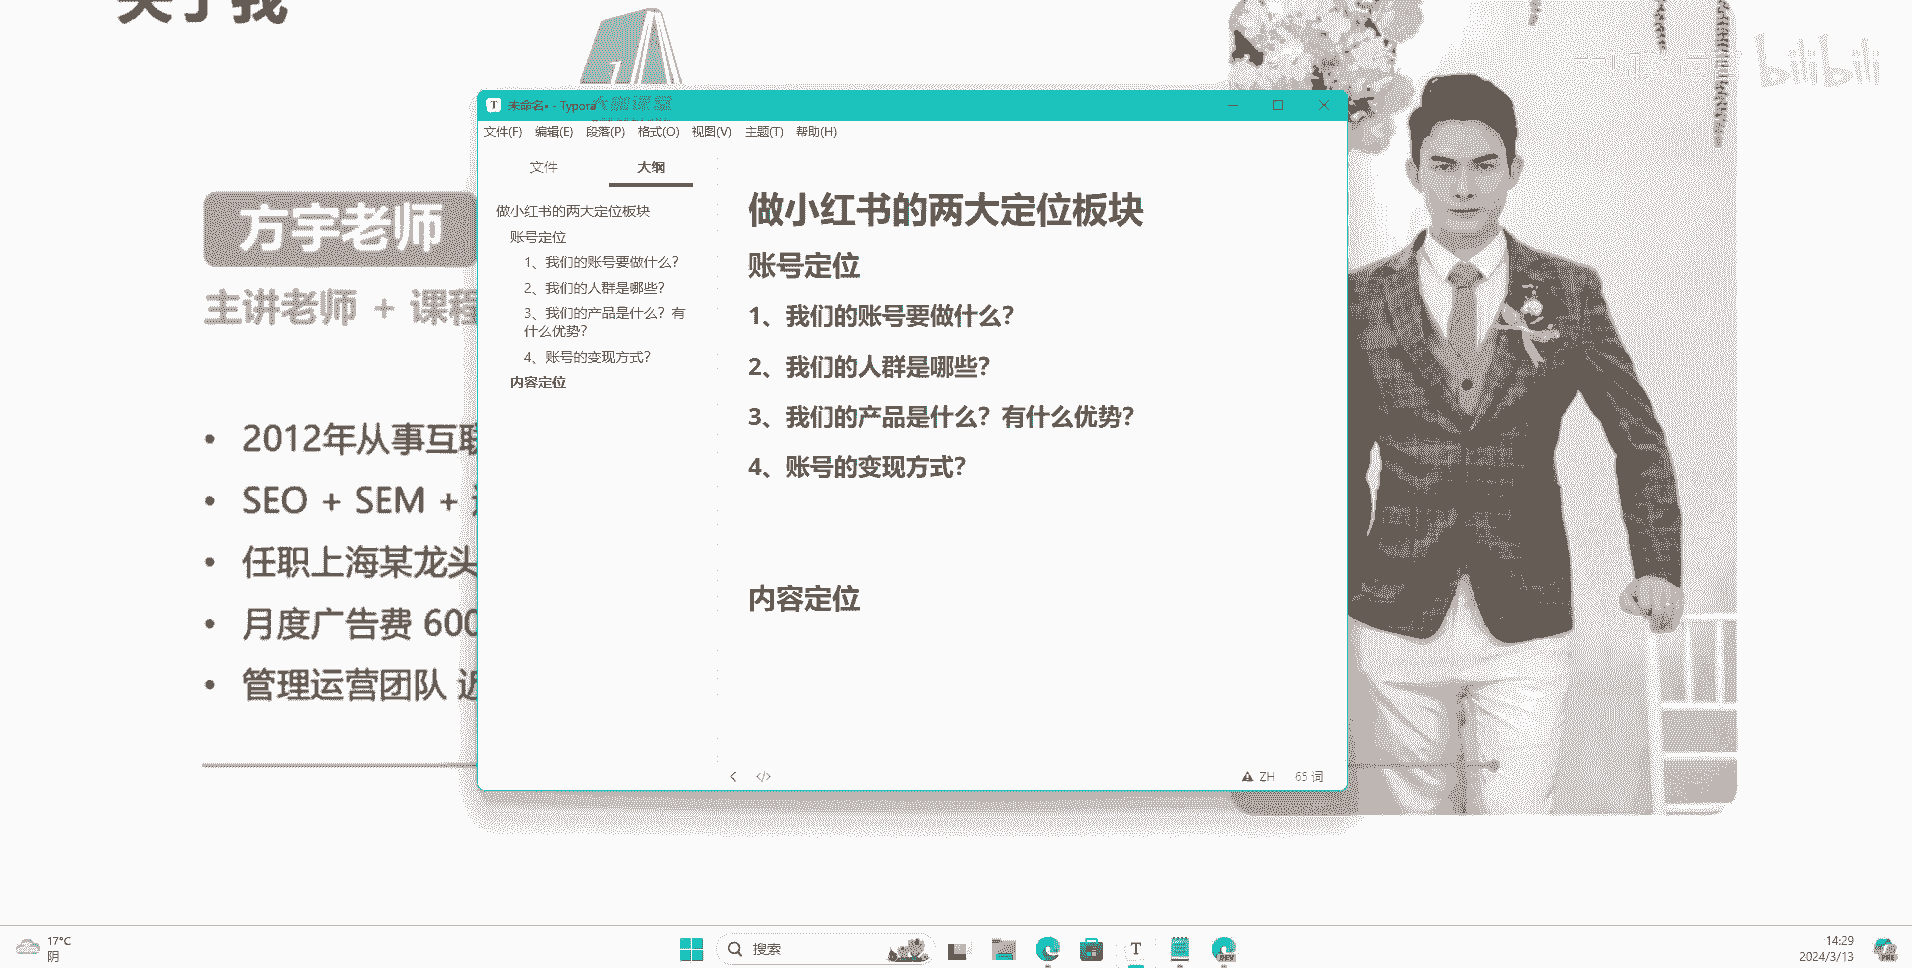 关于我
bilibili
未命名• - Typora
文件(F) 编辑(E) 段落(P) 格式(O) 视图(V) 主题(T) 帮助(H)
文件 大纲
做小红书的两大定位板块
账号定位
1、我们的账号要做什么？
2、我们的人群是哪些？
3、我们的产品是什么？有
什么优势？
4、账号的变现方式？
内容定位
做小红书的两大定位板块
账号定位
1、我们的账号要做什么？
2、我们的人群是哪些？
3、我们的产品是什么？有什么优势？
4、账号的变现方式？
内容定位
ZH 65 词
方宇老师
主讲老师 + 课程
2012年从事互联
SEO + SEM +
任职上海某龙头
月度广告费 600
管理运营团队 近
17°C
阴
搜索
DEV
14:29
2024/3/13
PRE